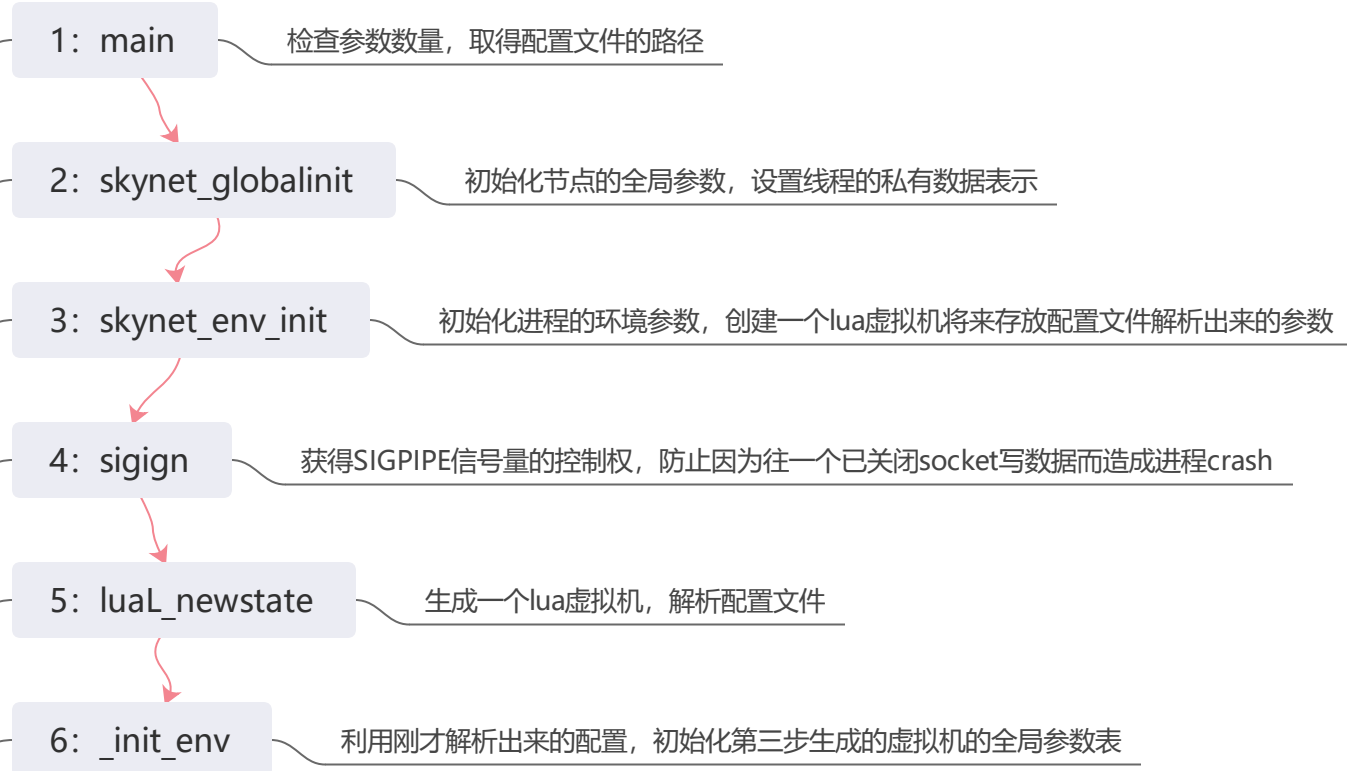 1：main
检查参数数量，取得配置文件的路径
2：skynet_globalinit
初始化节点的全局参数，设置线程的私有数据表示
3：skynet_env_init
初始化进程的环境参数，创建一个lua虚拟机将来存放配置文件解析出来的参数
4：sigign
获得SIGPIPE信号量的控制权，防止因为往一个已关闭socket写数据而造成进程crash
5：luaL_newstate
生成一个lua虚拟机，解析配置文件
6：_init_env
利用刚才解析出来的配置，初始化第三步生成的虚拟机的全局参数表